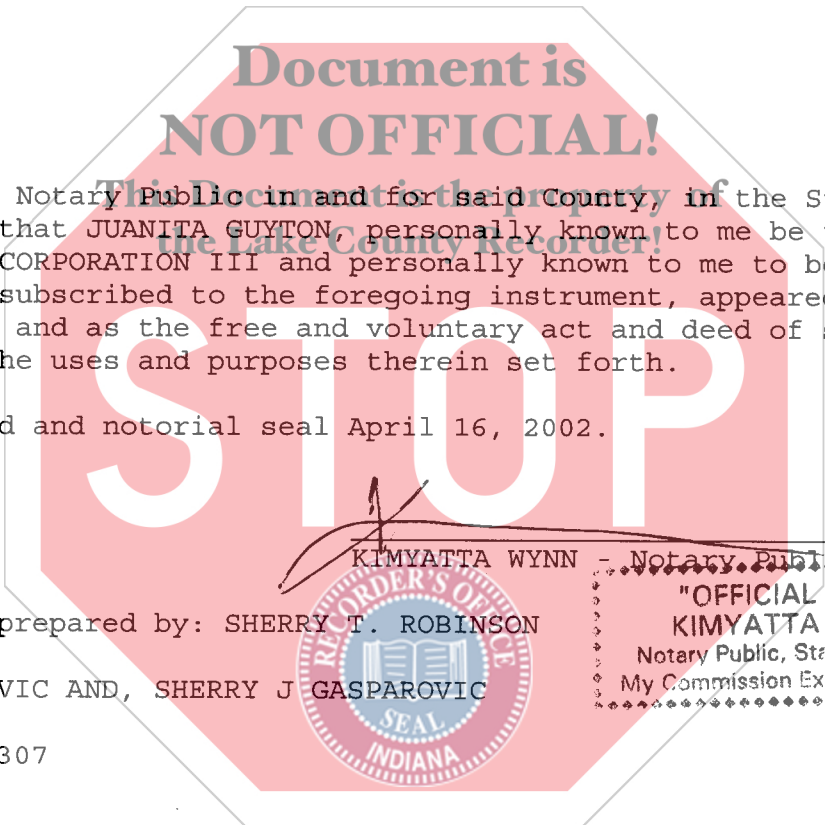 Document is
NOT OFFICIAL!
This Document is the property of
the Lake County Recorder!
Notary Public in and for said County, in the S
that JUANITA GUYTON, personally known to me be
CORPORATION III and personally known to me to be
subscribed to the foregoing instrument, appeared
and as the free and voluntary act and deed of s
he uses and purposes therein set forth.
STOP
d and notorial seal April 16, 2002.
KIMYATTA WYNN - Notary Publi
"OFFICIAL
KIMYATTA
Notary Public, Sta
My Commission Ex
prepared by: SHERRY T. ROBINSON
VIC AND, SHERRY J GASPAROVIC
307
RECORDER'S OFFICE
SEAL
INDIANA